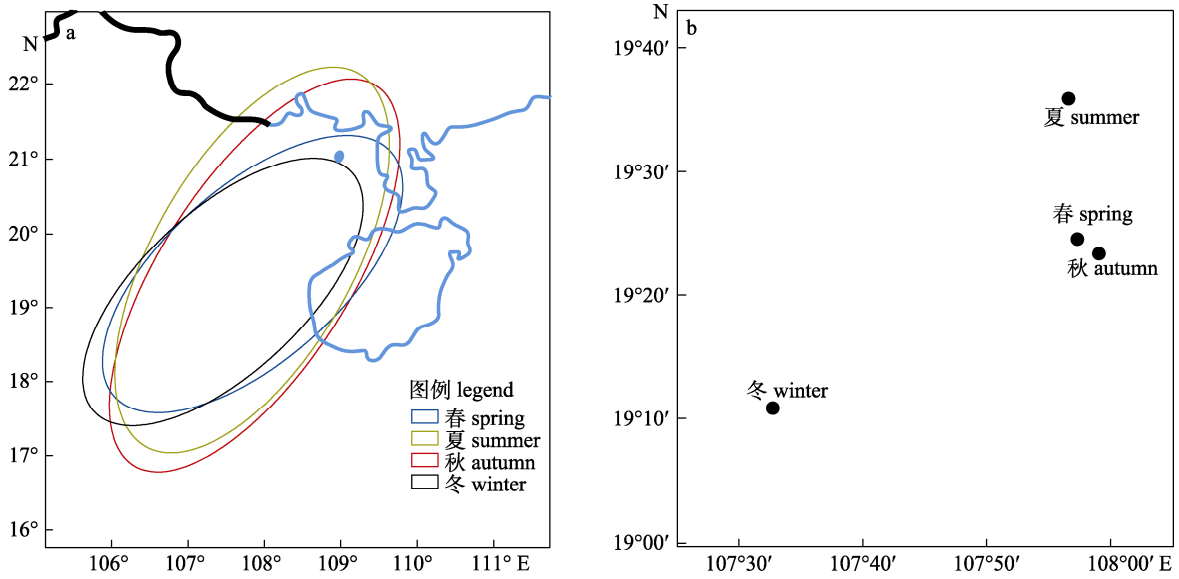 a
N
22°
21°
20°
19°
18°
17°
16°
106°
107°
108°
109°
110°
111° E
图例 legend
春 spring
夏 summer
秋 autumn
冬 winter
b
N
19°40′
19°30′
19°20′
19°10′
19°00′
107°30′
107°40′
107°50′
108°00′ E
夏 summer
春 spring
秋 autumn
冬 winter